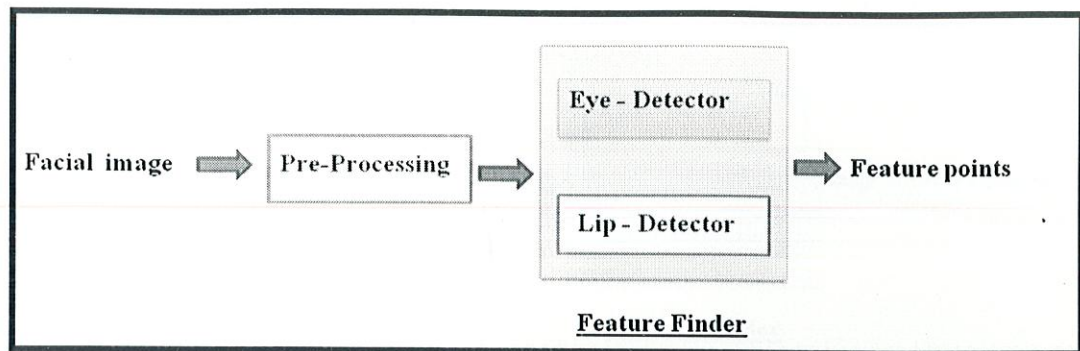 Facial image
Pre-Processing
Eye - Detector
Lip - Detector
Feature points
Feature Finder